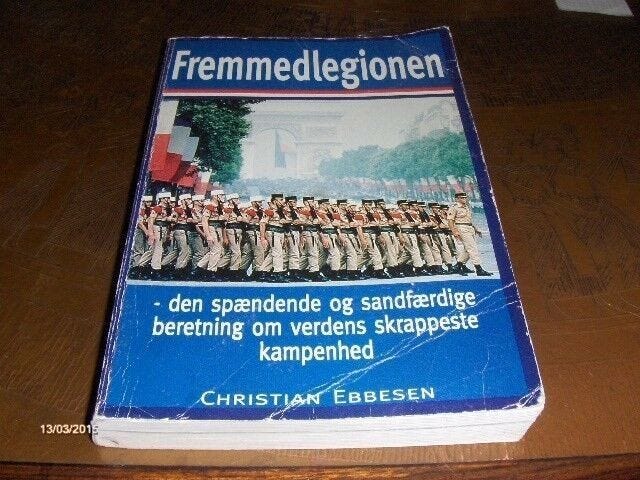 Fremmedlegionen
- den spændende og sandfærdige
beretning om verdens skrappeste
kampenhed
CHRISTIAN EBBESEN
13/03/2015